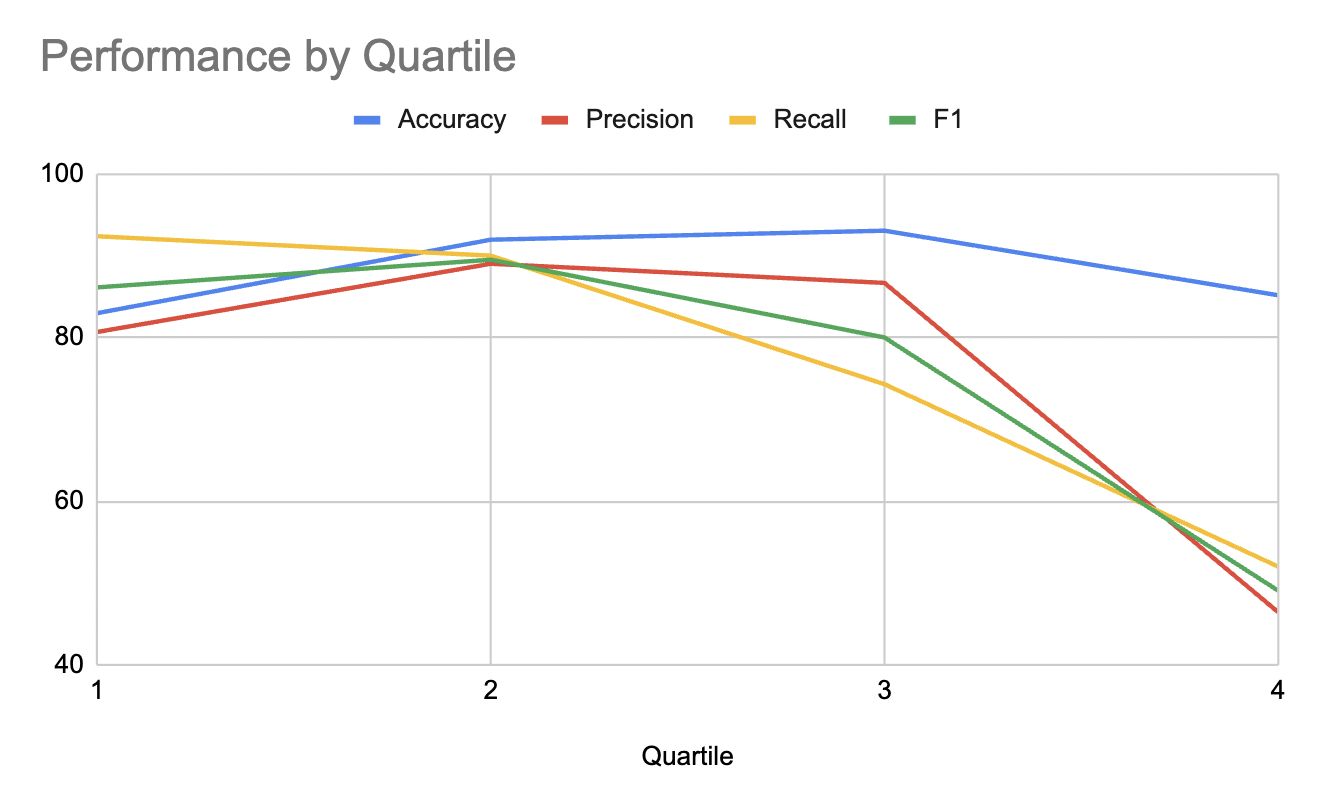 Performance by Quartile
Accuracy Precision Recall F1
100
80
60
40
1 2 3 4
Quartile